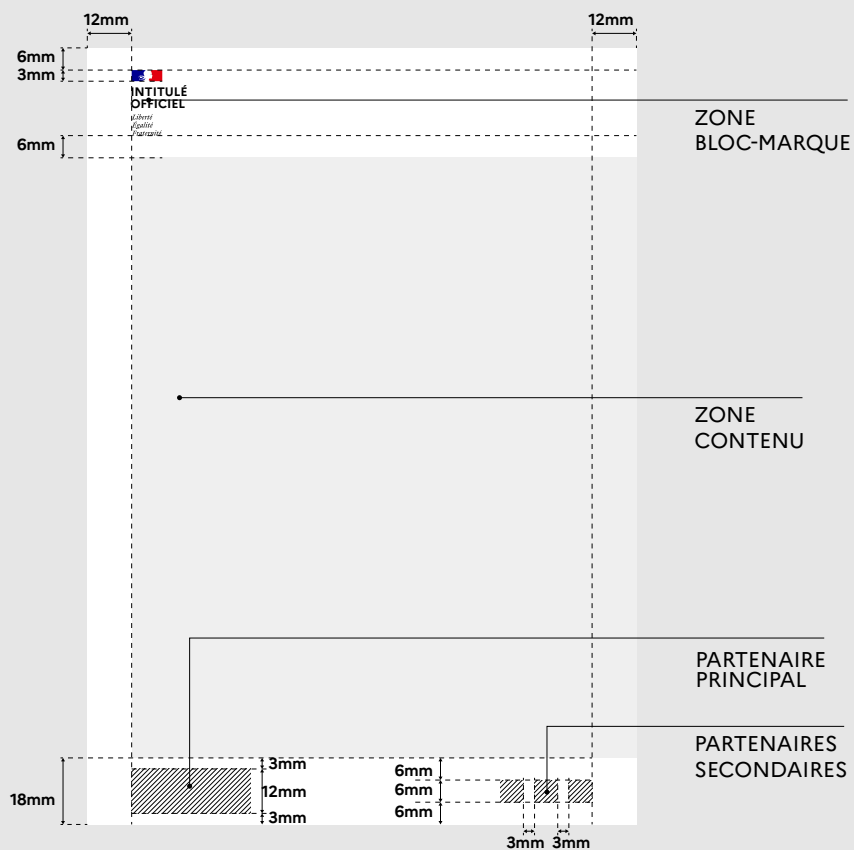 12mm
12mm
6mm
3mm
INTITULÉ
OFFICIEL
Liberté
Égalité
Fraternité
6mm
ZONE
BLOC-MARQUE
ZONE
CONTENU
PARTENAIRE
PRINCIPAL
PARTENAIRES
SECONDAIRES
18mm
3mm
12mm
3mm
6mm
6mm
6mm
3mm
3mm